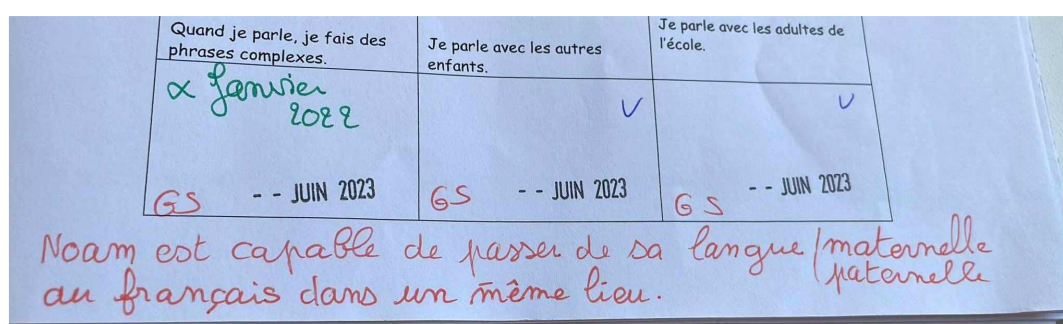 Quand je parle, je fais des
phrases complexes.
Je parle avec les autres
enfants.
Je parle avec les adultes de
l'école.
α Janvier
2022
V
V
GS -- JUIN 2023
GS -- JUIN 2023
GS -- JUIN 2023
Noam est capable de passer de sa langue / maternelle
paternelle
au français dans un même lieu.